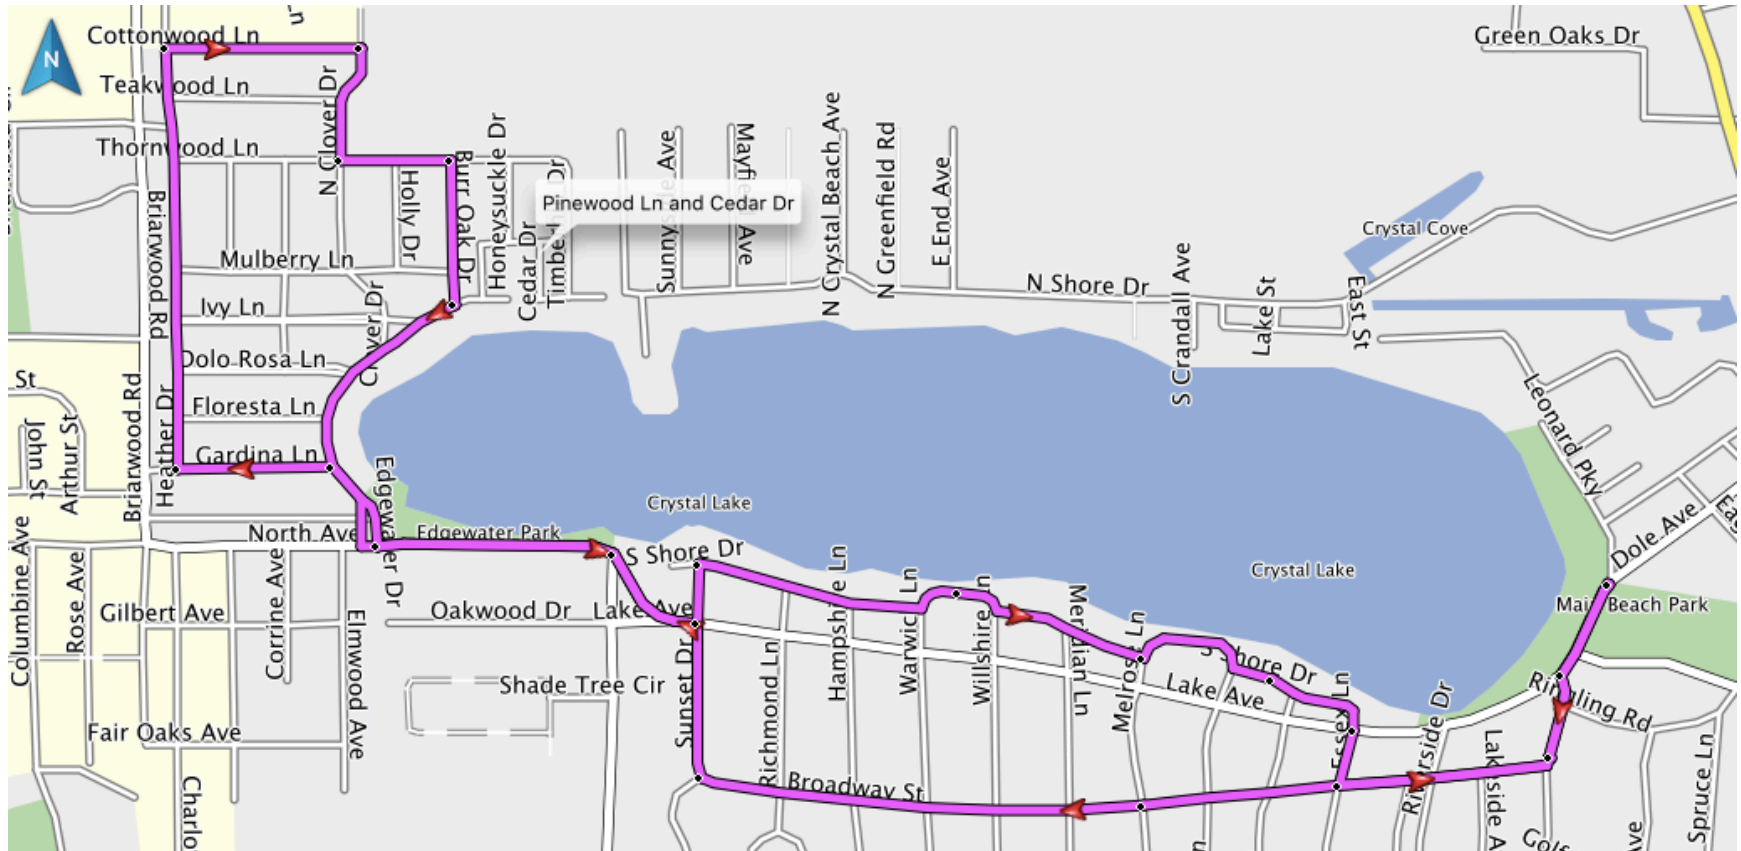 N
Cottonwood Ln
Ln
Green Oaks Dr
Teakwood Ln
N Clover Dr
Thornwood Ln
Briarwood Rd
Holly Dr
Burr Oak Dr
Honeysuckle Dr
Cedar Dr
Pinewood Ln and Cedar Dr
Mayfield Ave
N Crystal Beach Ave
N Greenfield Rd
E End Ave
Crystal Cove
Mulberry Ln
N Shore Dr
S Crandall Ave
Lake St
East St
Ivy Ln
Clover Dr
Dolo Rosa Ln
St
Floresta Ln
Briarwood Rd
Heather Dr
Gardina Ln
John St
Arthur St
Leonard Pky
Crystal Lake
Edgewater Dr
North Ave
Edgewater Park
S Shore Dr
Crystal Lake
Dole Ave
Columbine Ave
Rose Ave
Gilbert Ave
Corrine Ave
Elmwood Ave
Oakwood Dr
Lake Ave
Main Beach Park
Hampshire Ln
Warwick Ln
Willshire Ln
Meridian Ln
Melrose Ln
S Shore Dr
Shade Tree Cir
Sunset Dr
Richmond Ln
Lake Ave
Essex Ln
Riverside Dr
Ringling Rd
Fair Oaks Ave
Broadway St
Lakeside A
Spruce Ln
Charlo
Golf
ve
n